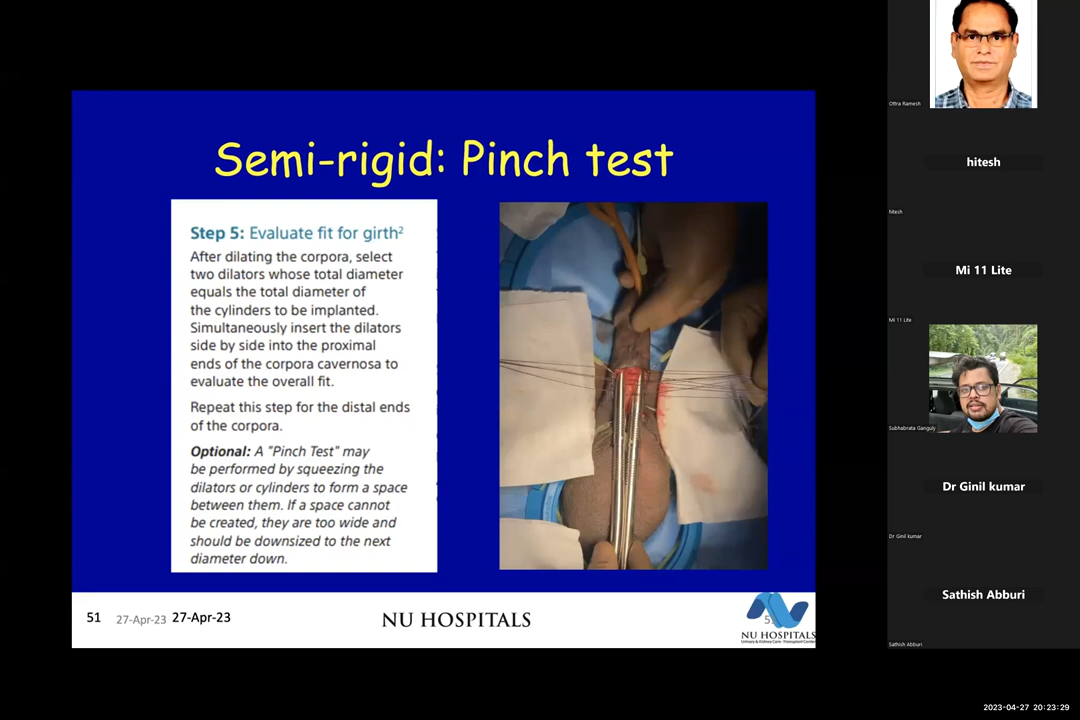 Semi-rigid: Pinch test
Step 5: Evaluate fit for girth2
After dilating the corpora, select
two dilators whose total diameter
equals the total diameter of
the cylinders to be implanted.
Simultaneously insert the dilators
side by side into the proximal
ends of the corpora cavernosa to
evaluate the overall fit.
Repeat this step for the distal ends
of the corpora.
Optional: A "Pinch Test" may
be performed by squeezing the
dilators or cylinders to form a space
between them. If a space cannot
be created, they are too wide and
should be downsized to the next
diameter down.
51
27-Apr-23 27-Apr-23
NU HOSPITALS
NU HOSPITALS
Ottra Ramesh
hitesh
hitesh
Mi 11 Lite
Mi 11 Lite
Subhabrata Ganguly
Dr Ginil kumar
Dr Ginil kumar
Sathish Abburi
Sathish Abburi
2023-04-27 20:23:29